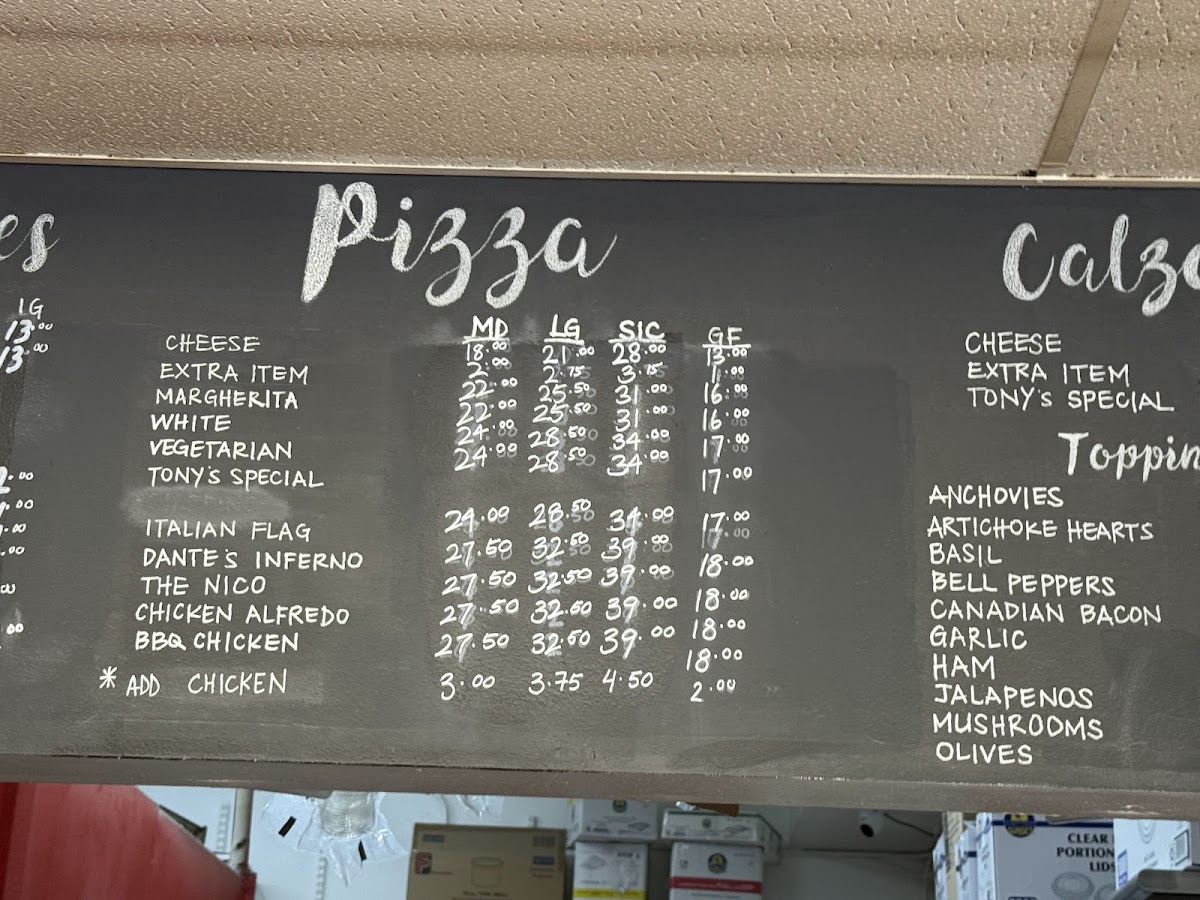 es
LG
13.00
13.00
Pizza
MD LG SIC GF
CHEESE 18.00 21.00 28.00 13.00
EXTRA ITEM 2.00 2.75 3.75 1.00
MARGHERITA 22.00 25.50 31.00 16.00
WHITE 22.00 25.50 31.00 16.00
VEGETARIAN 24.00 28.50 34.00 17.00
TONY'S SPECIAL 24.00 28.50 34.00 17.00
ITALIAN FLAG 24.00 28.50 34.00 17.00
DANTE'S INFERNO 27.50 32.50 39.00 18.00
THE NICO 27.50 32.50 39.00 18.00
CHICKEN ALFREDO 27.50 32.50 39.00 18.00
BBQ CHICKEN 27.50 32.50 39.00 18.00
* ADD CHICKEN 3.00 3.75 4.50 2.00
Calzo
CHEESE
EXTRA ITEM
TONY'S SPECIAL
Toppin
ANCHOVIES
ARTICHOKE HEARTS
BASIL
BELL PEPPERS
CANADIAN BACON
GARLIC
HAM
JALAPENOS
MUSHROOMS
OLIVES
CLEAR
PORTION
LIDS